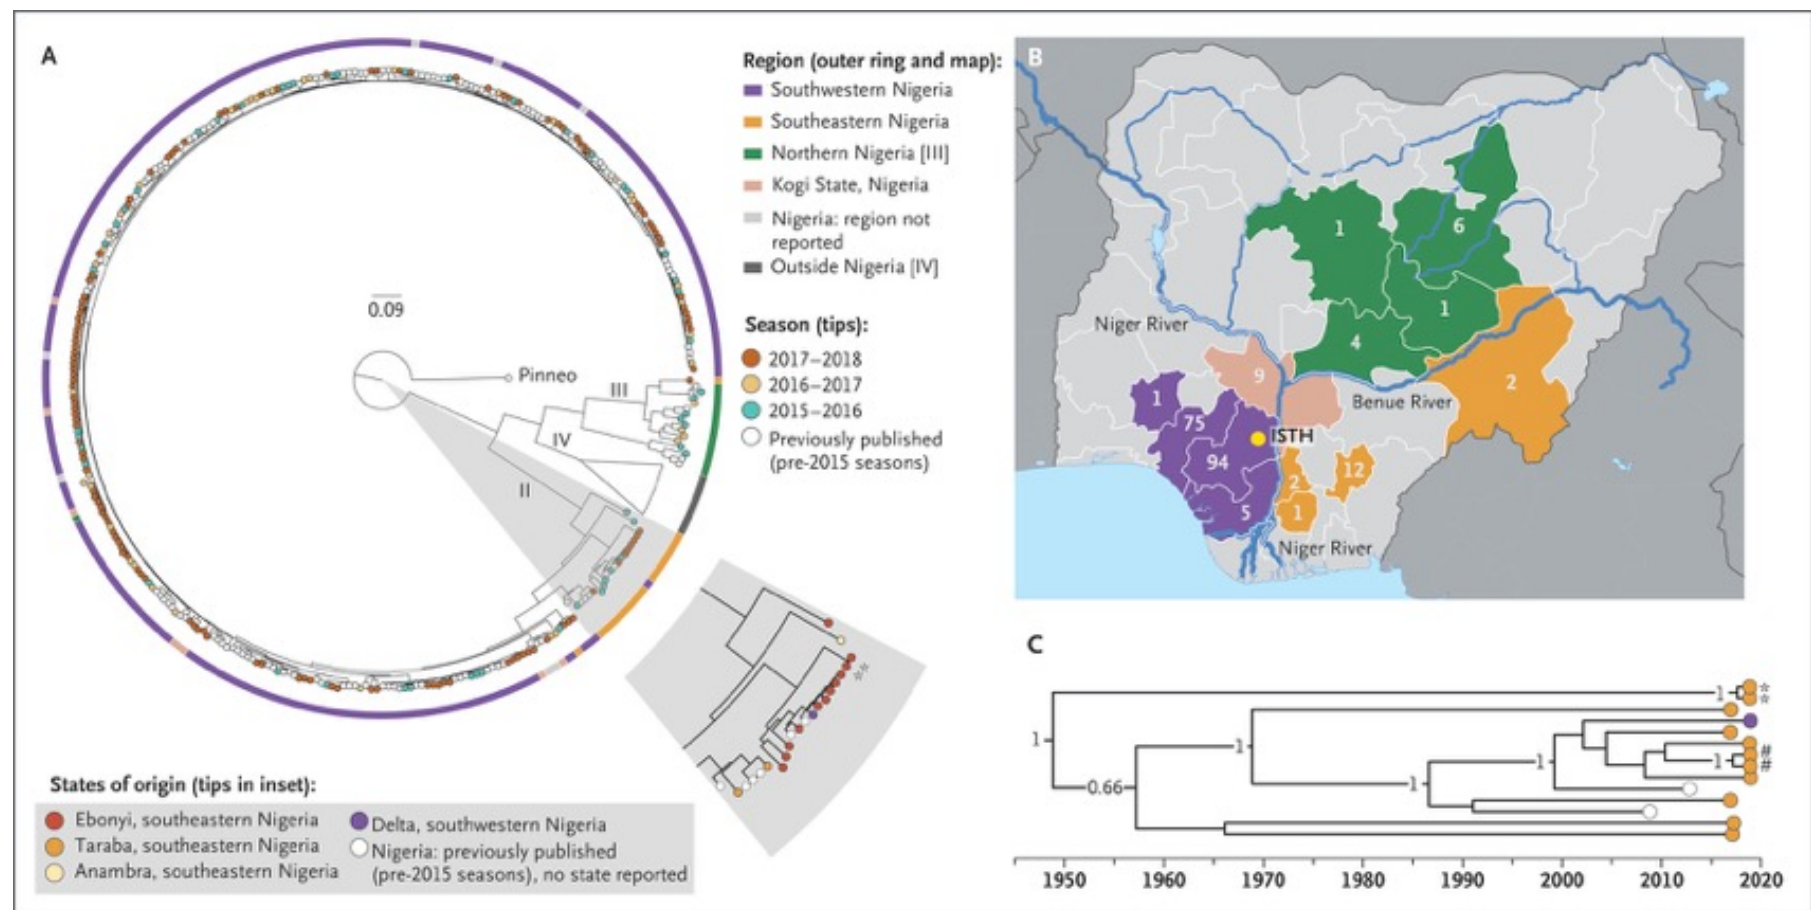 A
Region (outer ring and map):
Southwestern Nigeria
Southeastern Nigeria
Northern Nigeria [III]
Kogi State, Nigeria
Nigeria: region not
reported
Outside Nigeria [IV]
0.09
Season (tips):
2017–2018
2016–2017
2015–2016
Previously published
(pre-2015 seasons)
Pinneo
III
IV
II
States of origin (tips in inset):
Ebonyi, southeastern Nigeria
Taraba, southeastern Nigeria
Anambra, southeastern Nigeria
Delta, southwestern Nigeria
Nigeria: previously published
(pre-2015 seasons), no state reported
☆☆
B
1
6
1
Niger River
4
9
2
Benue River
1
75
ISTH
94
12
2
5
1
Niger River
C
1
☆
☆
1
1
#
1
1
#
1
0.66
1950 1960 1970 1980 1990 2000 2010 2020